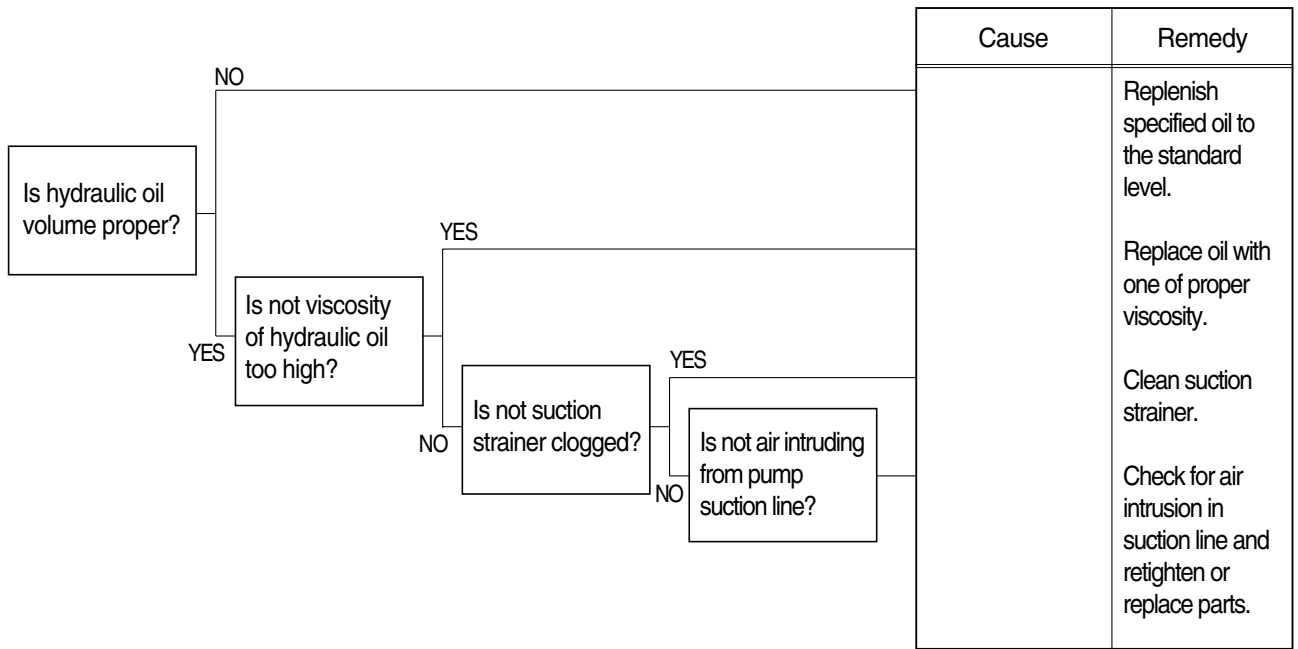 Cause
Remedy
NO
Replenish
specified oil to
the standard
level.
Is hydraulic oil
volume proper?
YES
YES
Replace oil with
one of proper
viscosity.
Is not viscosity
of hydraulic oil
too high?
NO
YES
Clean suction
strainer.
Is not suction
strainer clogged?
NO
Is not air intruding
from pump
suction line?
Check for air
intrusion in
suction line and
retighten or
replace parts.